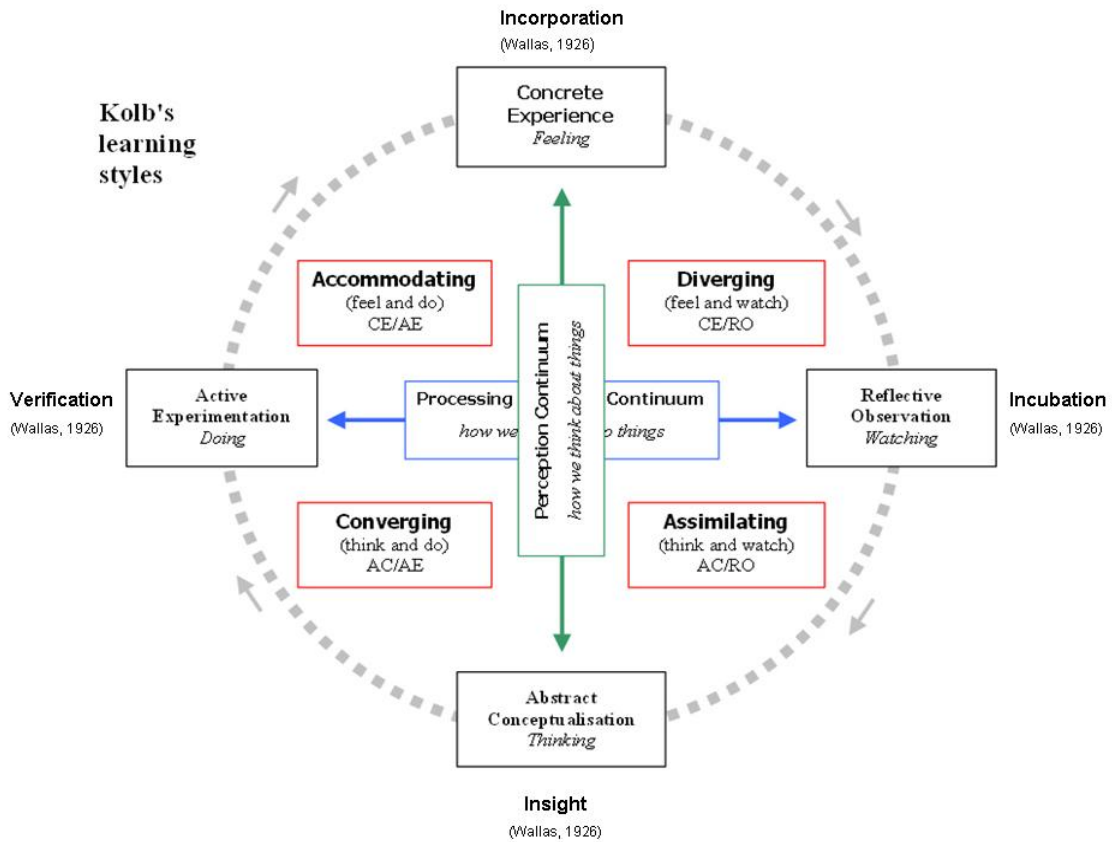 Incorporation
(Wallas, 1926)
Kolb's
learning
styles
Concrete
Experience
Feeling
Accommodating
(feel and do)
CE/AE
Diverging
(feel and watch)
CE/RO
Verification
(Wallas, 1926)
Active
Experimentation
Doing
Processing Continuum
how we o things
Perception Continuum
how we think about things
Reflective
Observation
Watching
Incubation
(Wallas, 1926)
Converging
(think and do)
AC/AE
Assimilating
(think and watch)
AC/RO
Abstract
Conceptualisation
Thinking
Insight
(Wallas, 1926)